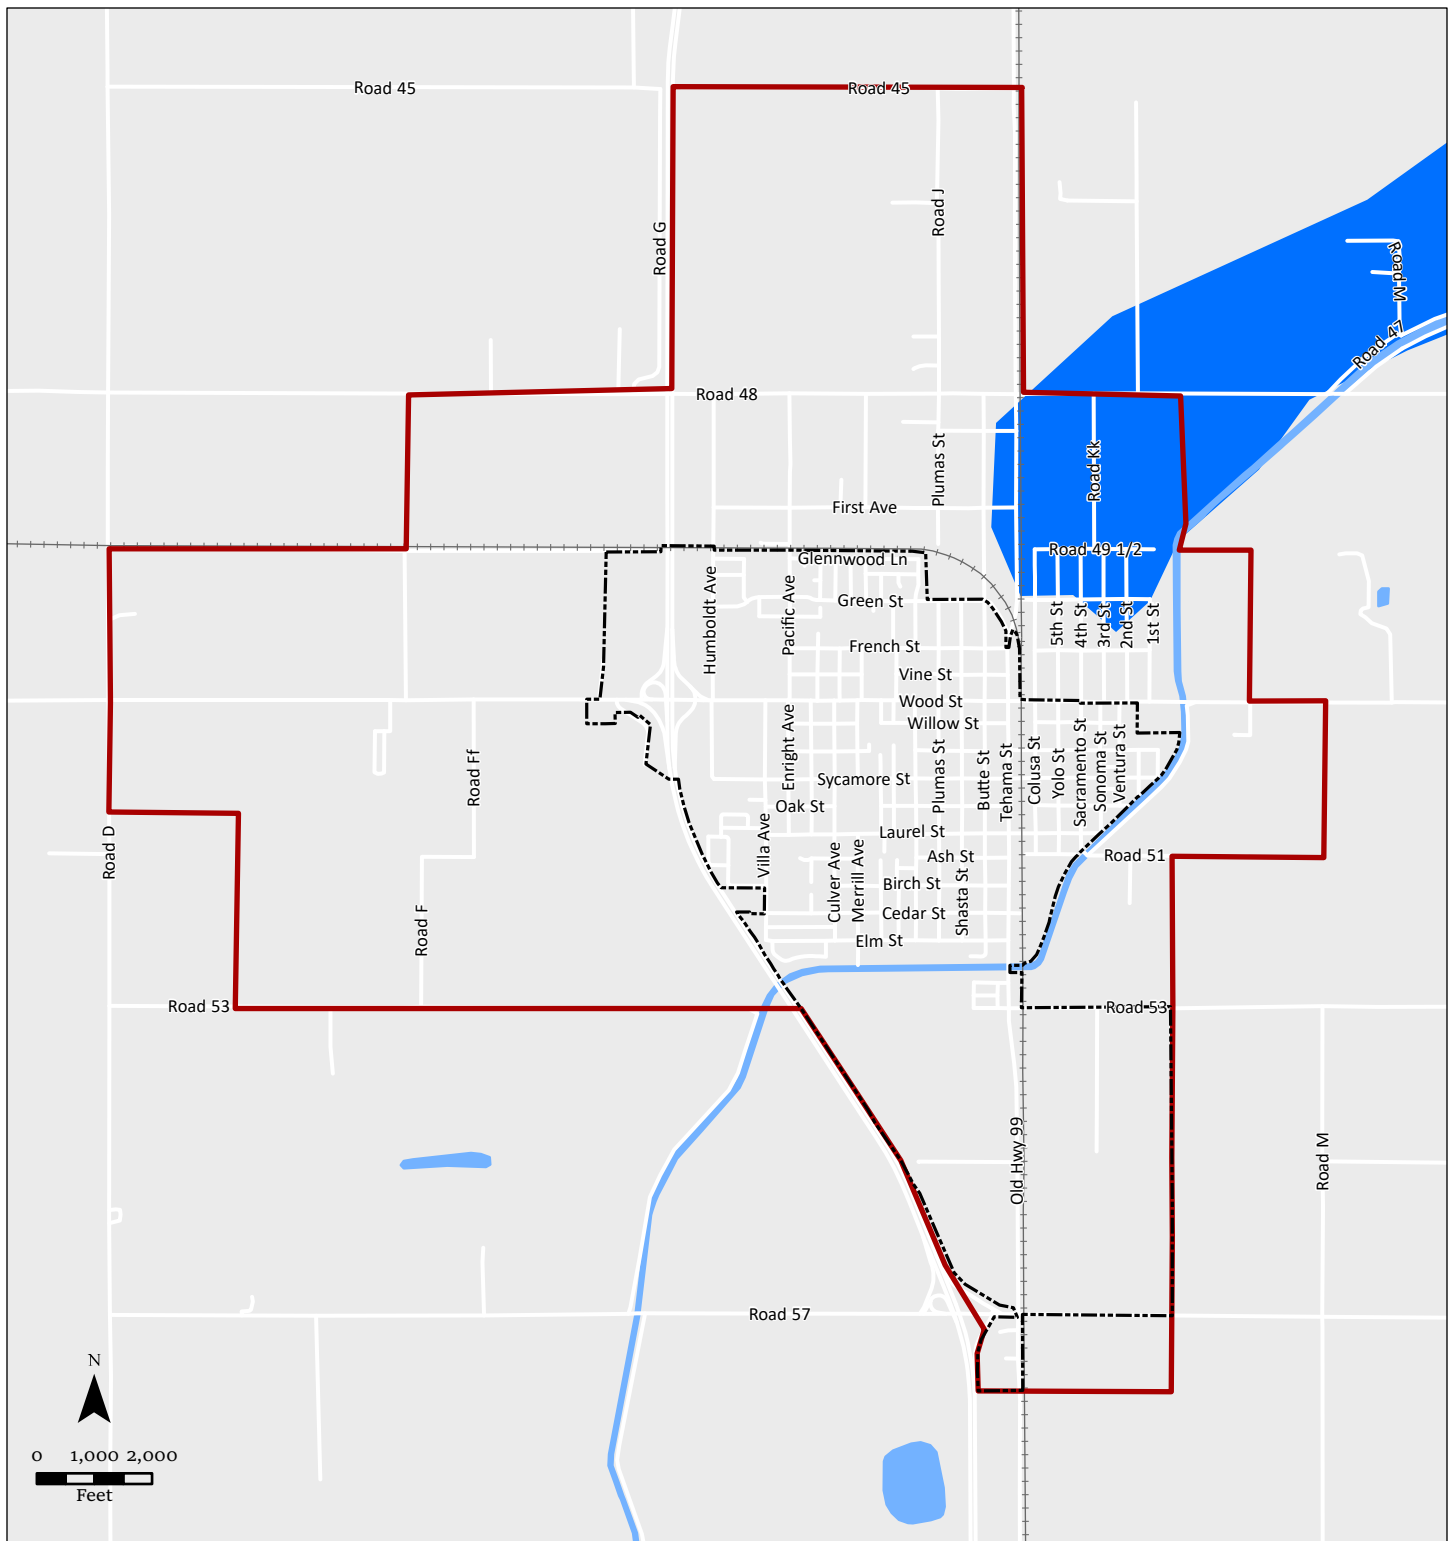 Road 45
Road 45
Road J
Road G
Road M
Road 47
Road 48
Plumas St
Road Kk
First Ave
Road 49 1/2
Glennwood Ln
Humboldt Ave
Pacific Ave
Green St
5th St
4th St
3rd St
2nd St
1st St
French St
Vine St
Wood St
Willow St
Enright Ave
Road Ff
Plumas St
Butte St
Tehama St
Colusa St
Yolo St
Sacramento St
Sonoma St
Ventura St
Sycamore St
Oak St
Road D
Villa Ave
Laurel St
Culver Ave
Merrill Ave
Ash St
Road 51
Birch St
Shasta St
Cedar St
Road F
Elm St
Road 53
Road 53
Old Hwy 99
Road M
Road 57
N
0 1,000 2,000
Feet